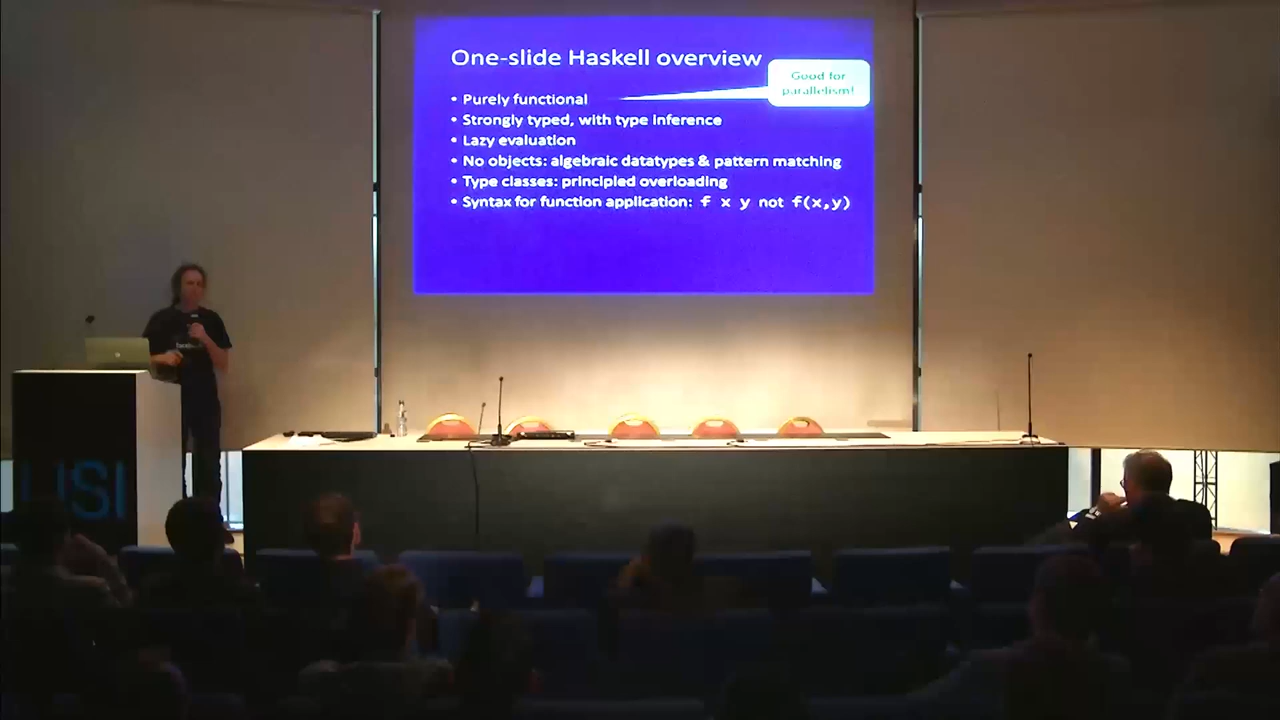 One-slide Haskell overview
Good for
parallelism!
• Purely functional
• Strongly typed, with type inference
• Lazy evaluation
• No objects: algebraic datatypes & pattern matching
• Type classes: principled overloading
• Syntax for function application: f x y not f(x,y)
USI